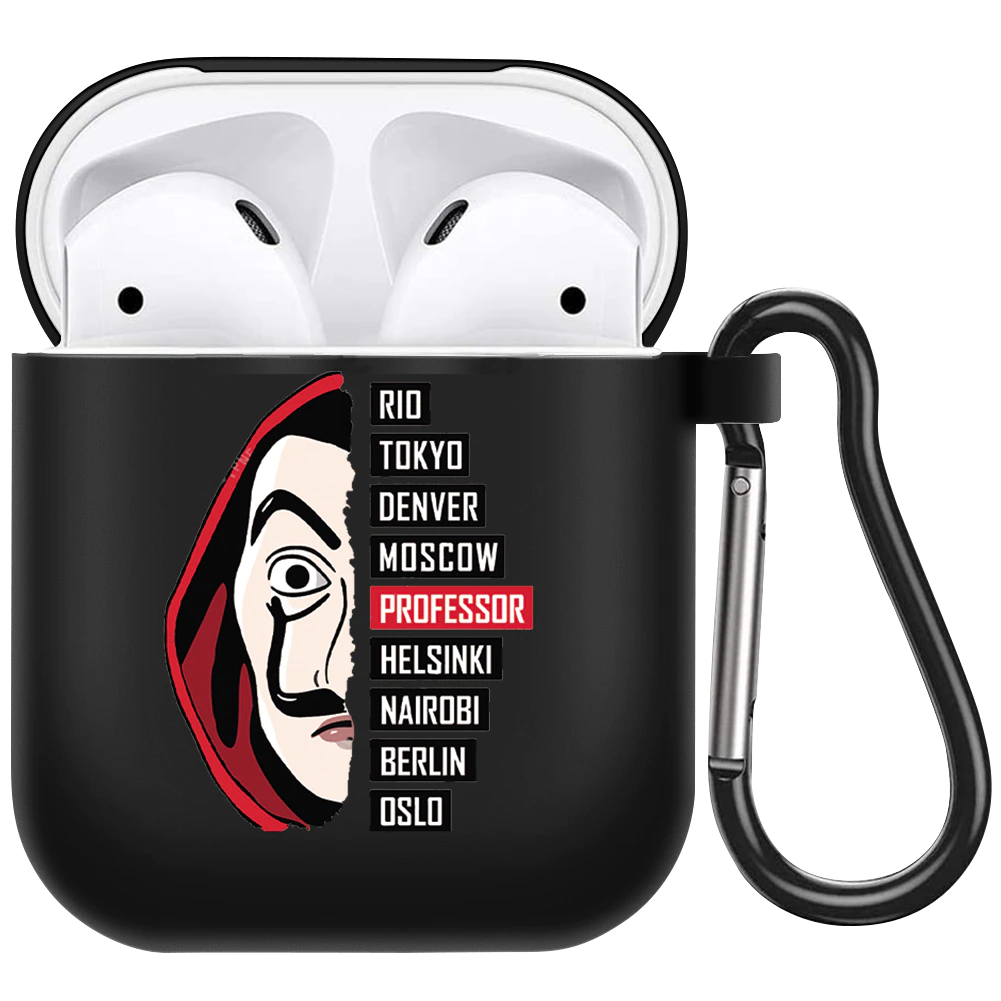 RIO
TOKYO
DENVER
MOSCOW
PROFESSOR
HELSINKI
NAIROBI
BERLIN
OSLO